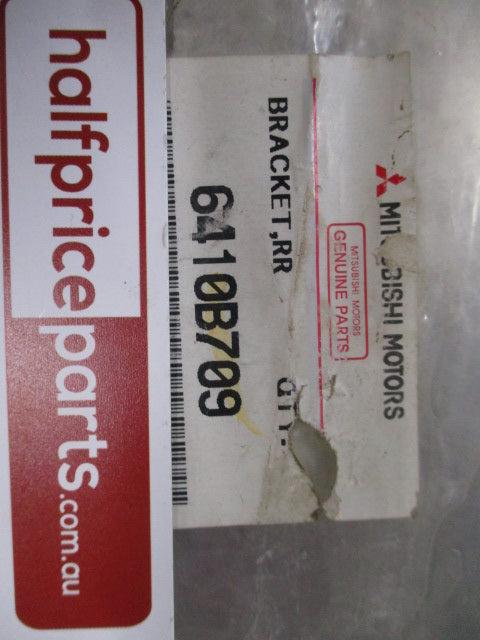 MITSUBISHI MOTORS
MITSUBISHI MOTORS
GENUINE PARTS
BRACKET,RR QTY.
6410B709
halfpriceparts.com.au